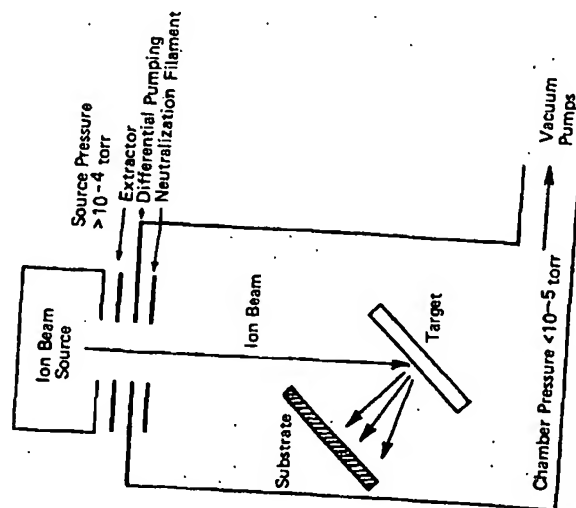 Ion Beam
Source
Source Pressure
>10-4 torr
Extractor
Differential Pumping
Neutralization Filament
Ion Beam
Substrate
Target
Chamber Pressure <10-5 torr
Vacuum
Pumps